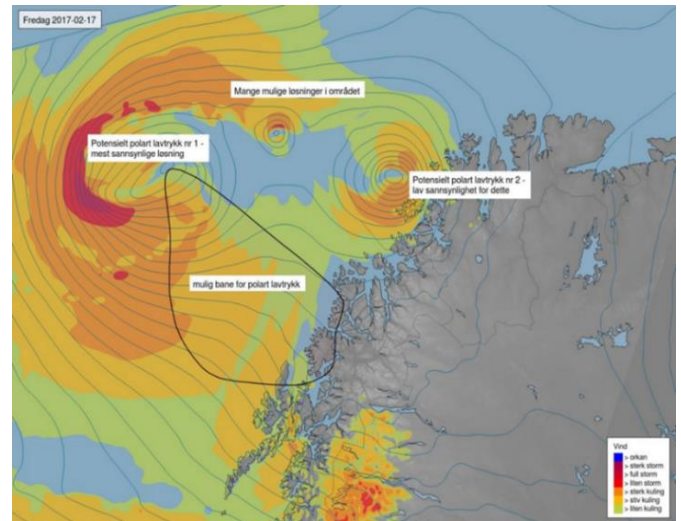 Fredag 2017-02-17
Mange mulige løsninger i området
Potensielt polart lavtrykk nr 1 -
mest sannsynlige løsning
Potensielt polart lavtrykk nr 2 -
lav sannsynlighet for dette
mulig bane for polart lavtrykk
Vind
> orkan
> sterk storm
> full storm
> liten storm
> sterk kuling
> stiv kuling
> liten kuling